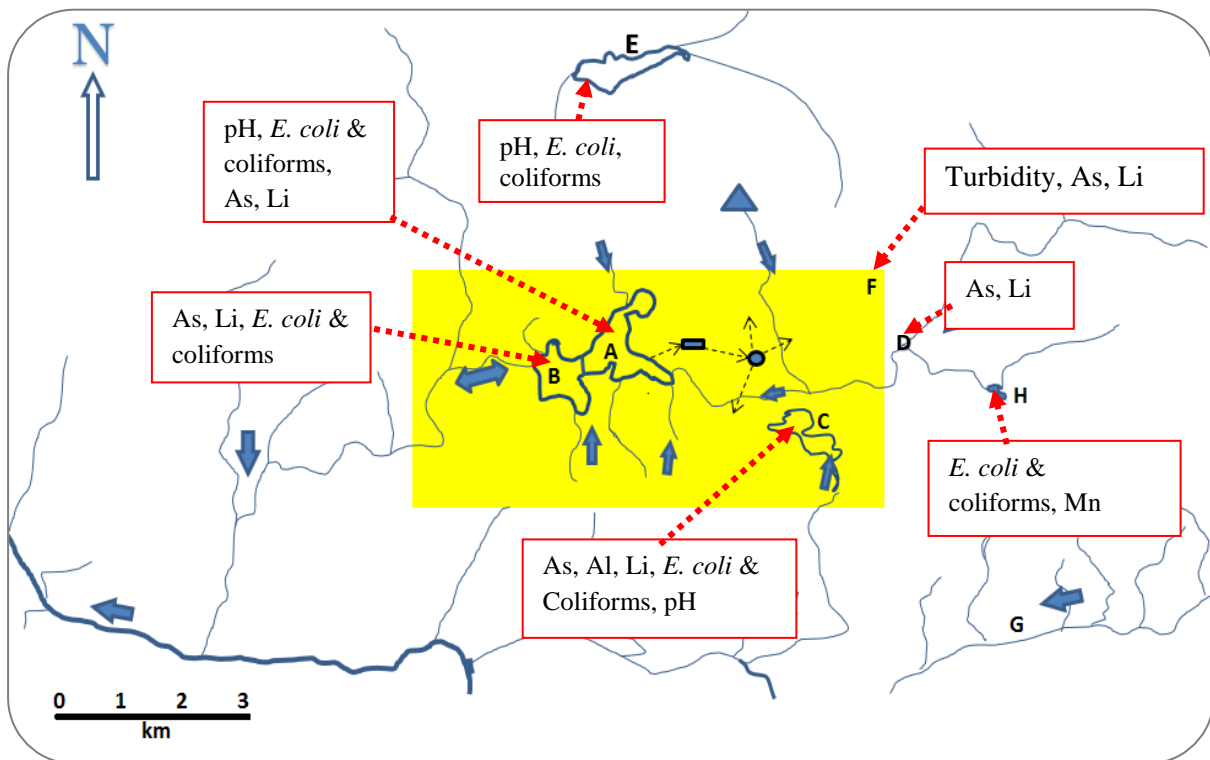 N
E
pH, E. coli &
coliforms,
As, Li
pH, E. coli,
coliforms
Turbidity, As, Li
F
As, Li
As, Li, E. coli &
coliforms
A
B
D
C
H
E. coli &
coliforms, Mn
As, Al, Li, E. coli &
Coliforms, pH
G
0 1 2 3
km